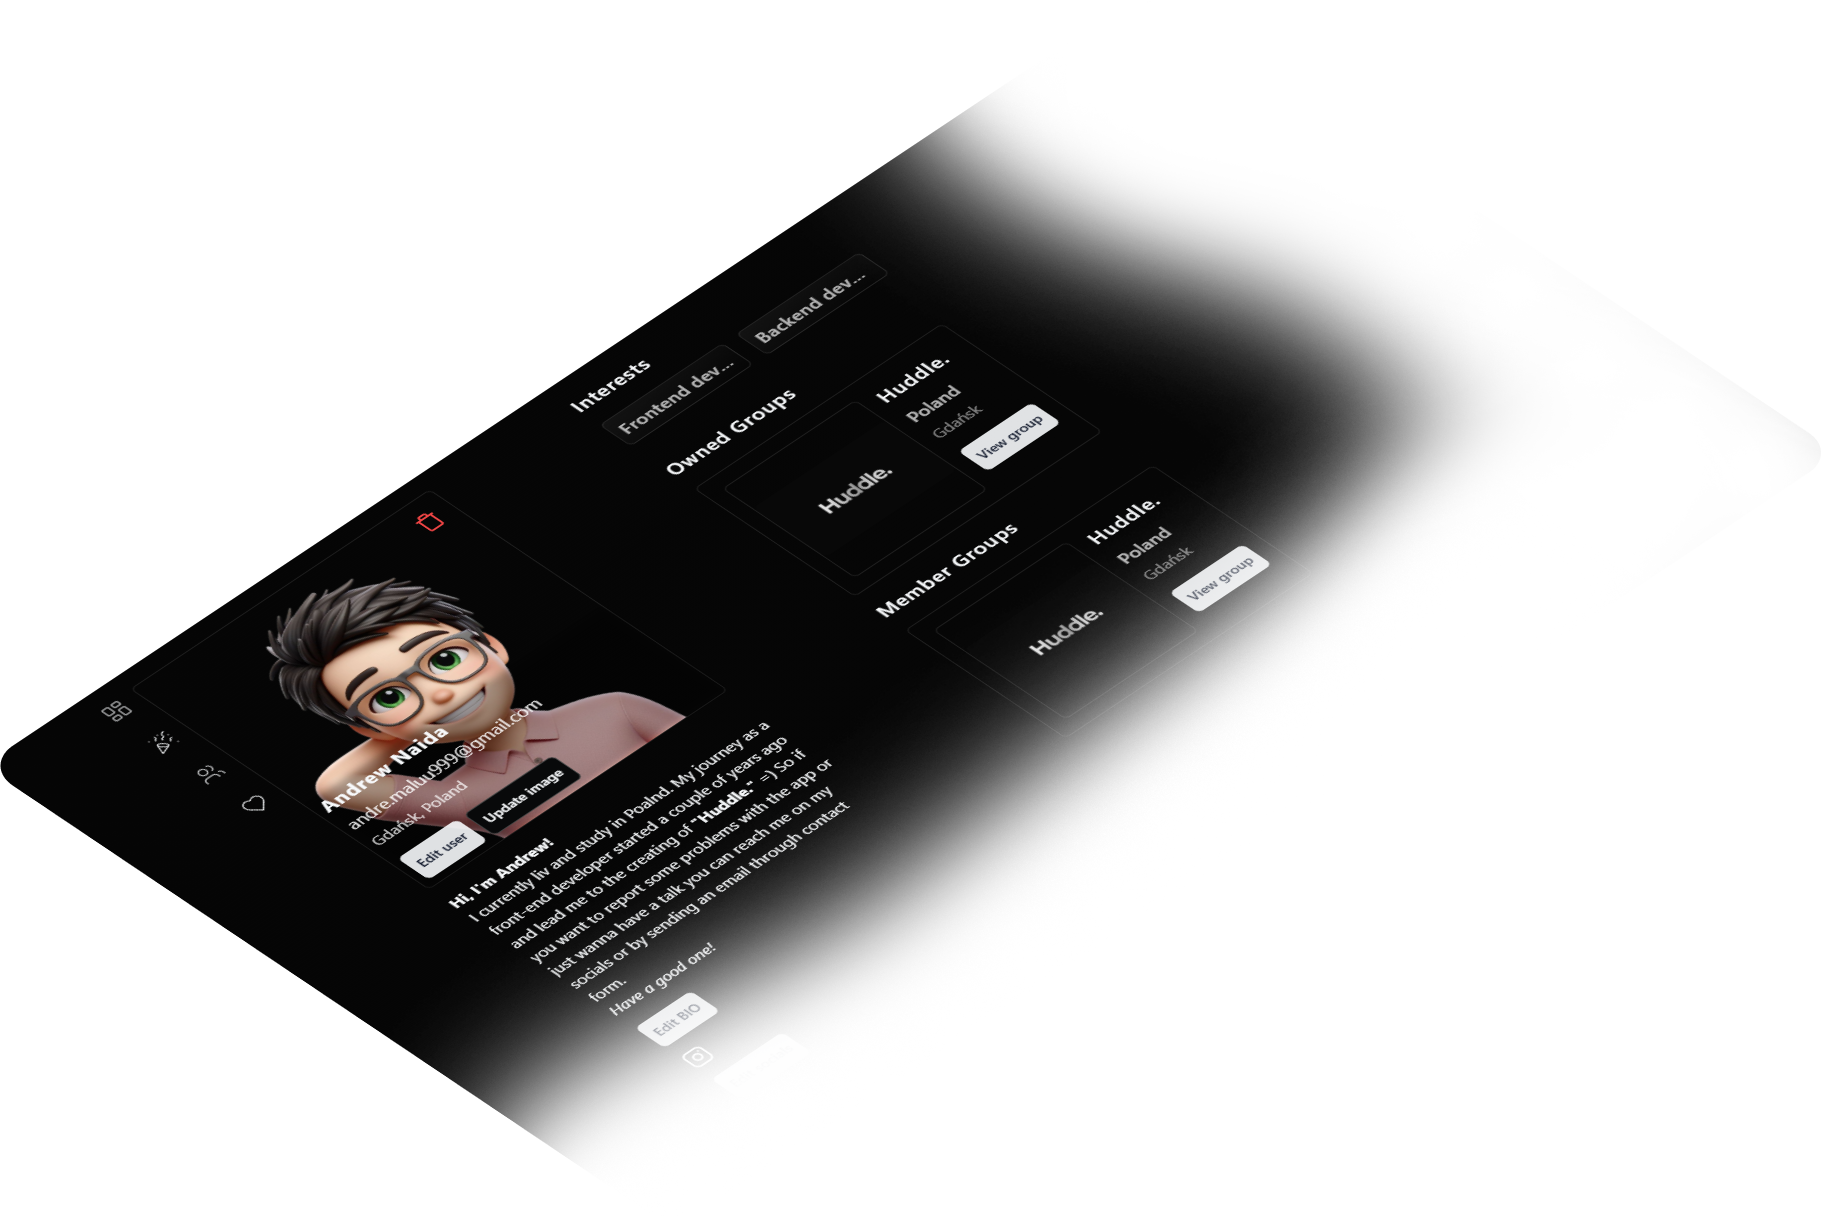 Andrew Naida
andre.maluu999@gmail.com
Gdańsk, Poland
Edit user
Update image
Hi, I'm Andrew!
I currently liv and study in Poalnd. My journey as a
front-end developer started a couple of years ago
and lead me to the creating of "Huddle." =) So if
you want to report some problems with the app or
just wanna have a talk you can reach me on my
socials or by sending an email through contact
form.
Have a good one!
Edit BIO
Interests
Frontend dev...
Backend dev...
Owned Groups
Huddle.
Huddle.
Poland
Gdańsk
View group
Member Groups
Huddle.
Huddle.
Poland
Gdańsk
View group